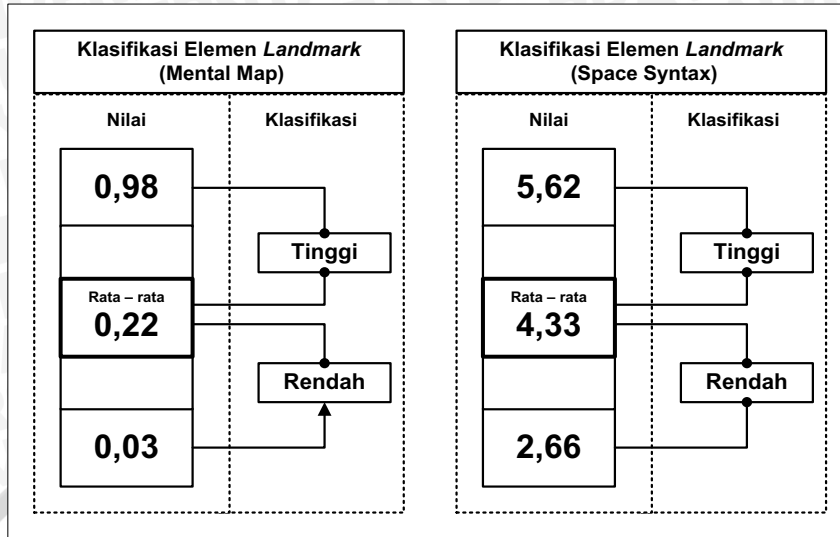 Klasifikasi Elemen Landmark
(Mental Map)
Nilai
Klasifikasi
0,98
Tinggi
Rata – rata
0,22
Rendah
0,03
Klasifikasi Elemen Landmark
(Space Syntax)
Nilai
Klasifikasi
5,62
Tinggi
Rata – rata
4,33
Rendah
2,66